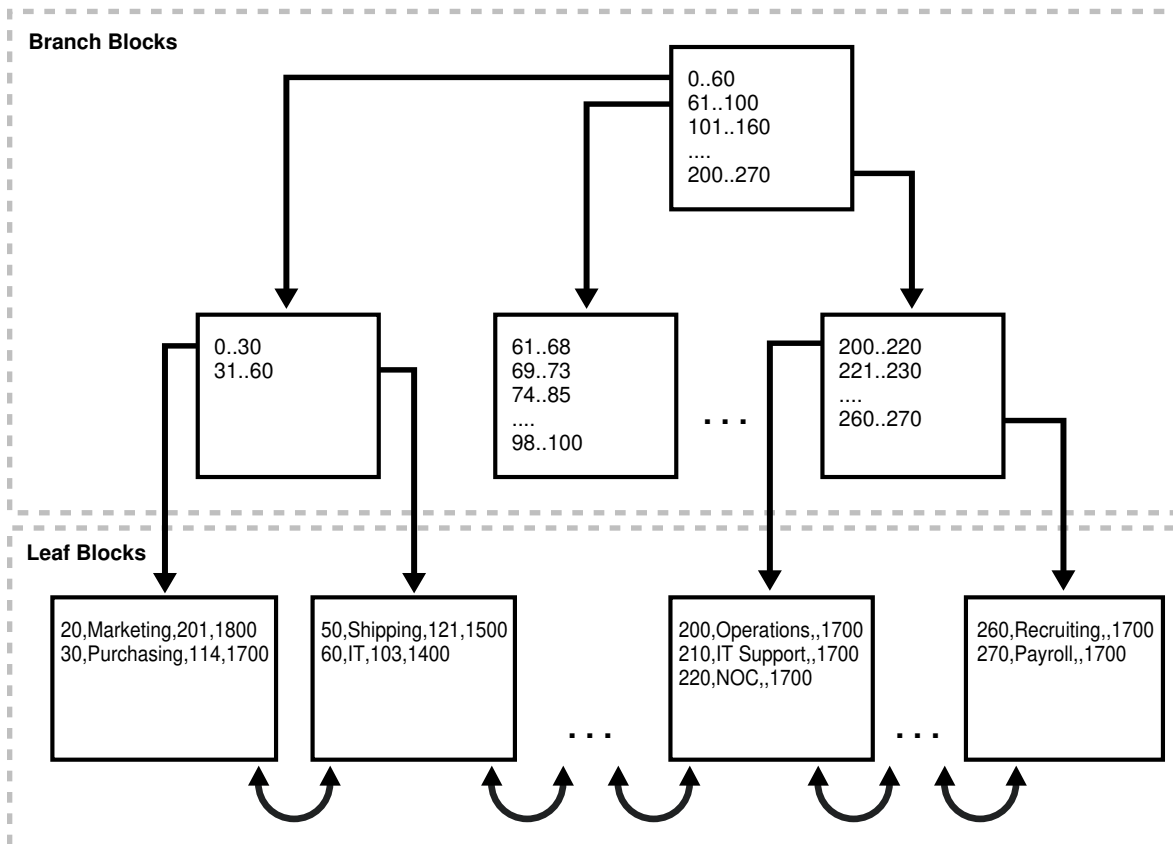 Branch Blocks
0..60
61..100
101..160
....
200..270
0..30
31..60
61..68
69..73
74..85
....
98..100
...
200..220
221..230
....
260..270
Leaf Blocks
20,Marketing,201,1800
30,Purchasing,114,1700
50,Shipping,121,1500
60,IT,103,1400
...
200,Operations,,1700
210,IT Support,,1700
220,NOC,,1700
...
260,Recruiting,,1700
270,Payroll,,1700